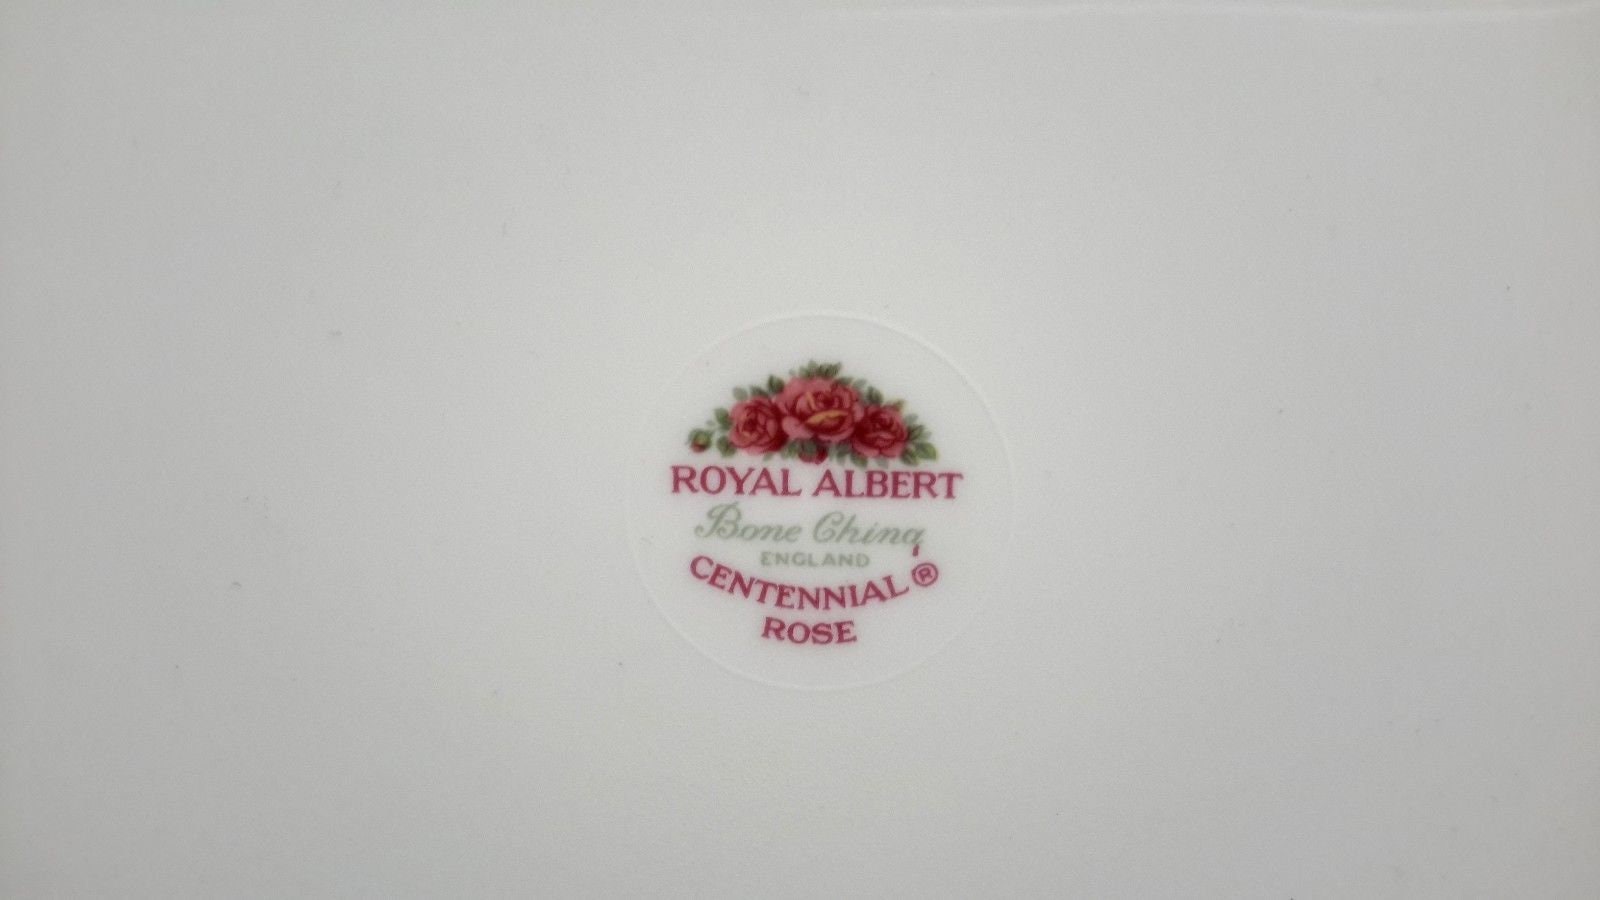 ROYAL ALBERT
Bone China
ENGLAND
CENTENNIAL ®
ROSE